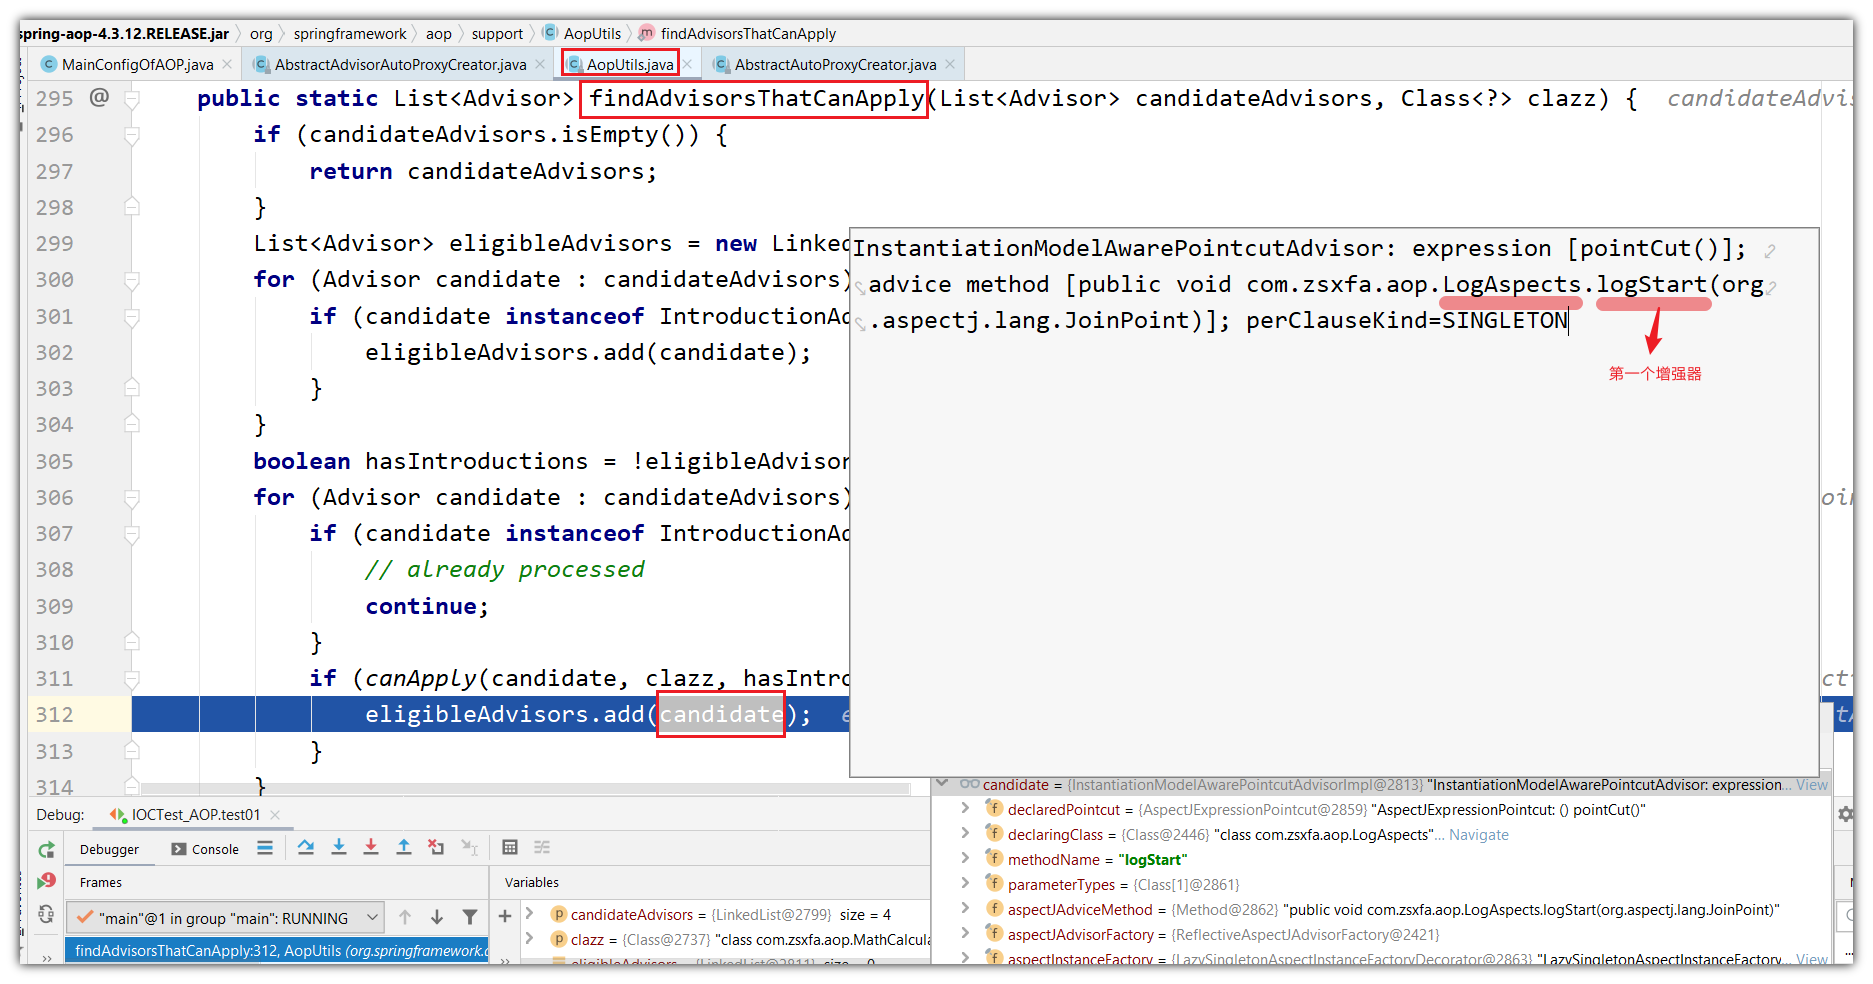 spring-aop-4.3.12.RELEASE.jar 〉 org 〉 springframework 〉 aop 〉 support 〉 AopUtils 〉 findAdvisorsThatCanApply
MainConfigOfAOP.java × AbstractAdvisorAutoProxyCreator.java × AopUtils.java × AbstractAutoProxyCreator.java ×
295 @ public static List<Advisor> findAdvisorsThatCanApply(List<Advisor> candidateAdvisors, Class<?> clazz) { candidateAdvis
296 if (candidateAdvisors.isEmpty()) {
297 return candidateAdvisors;
298 }
299 List<Advisor> eligibleAdvisors = new Linked
300 for (Advisor candidate : candidateAdvisors)
301 if (candidate instanceof IntroductionAd
302 eligibleAdvisors.add(candidate);
303 }
304 }
305 boolean hasIntroductions = !eligibleAdvisor
306 for (Advisor candidate : candidateAdvisors)
307 if (candidate instanceof IntroductionAd
308 // already processed
309 continue;
310 }
311 if (canApply(candidate, clazz, hasIntro
312 eligibleAdvisors.add(candidate);
313 }
314 }
InstantiationModelAwarePointcutAdvisor: expression [pointCut()];
advice method [public void com.zsxfa.aop.LogAspects.logStart(org
.aspectj.lang.JoinPoint)]; perClauseKind=SINGLETON
第一个增强器
candidate = {InstantiationModelAwarePointcutAdvisorImpl@2813} "InstantiationModelAwarePointcutAdvisor: expression... View
declaredPointcut = {AspectJExpressionPointcut@2859} "AspectJExpressionPointcut: () pointCut()"
declaringClass = {Class@2446} "class com.zsxfa.aop.LogAspects"... Navigate
methodName = "logStart"
parameterTypes = {Class[1]@2861}
aspectJAdviceMethod = {Method@2862} "public void com.zsxfa.aop.LogAspects.logStart(org.aspectj.lang.JoinPoint)"
aspectJAdvisorFactory = {ReflectiveAspectJAdvisorFactory@2421}
aspectInstanceFactory = {LazySingletonAspectInstanceFactoryDecorator@2863} "LazySingletonAspectInstanceFactory... View
Debug: IOCTest_AOP.test01 ×
Debugger Console
Frames
"main"@1 in group "main": RUNNING
findAdvisorsThatCanApply:312, AopUtils (org.springframework.a
Variables
candidateAdvisors = {LinkedList@2799} size = 4
clazz = {Class@2737} "class com.zsxfa.aop.MathCalcula
eligibleAdvisors = {LinkedList@2811} size = 0